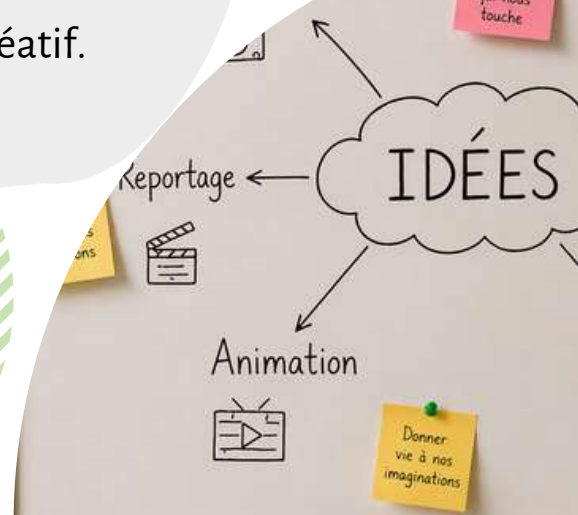 éatif.
touche
IDÉES
Reportage
Animation
Donner
vie à nos
imaginations